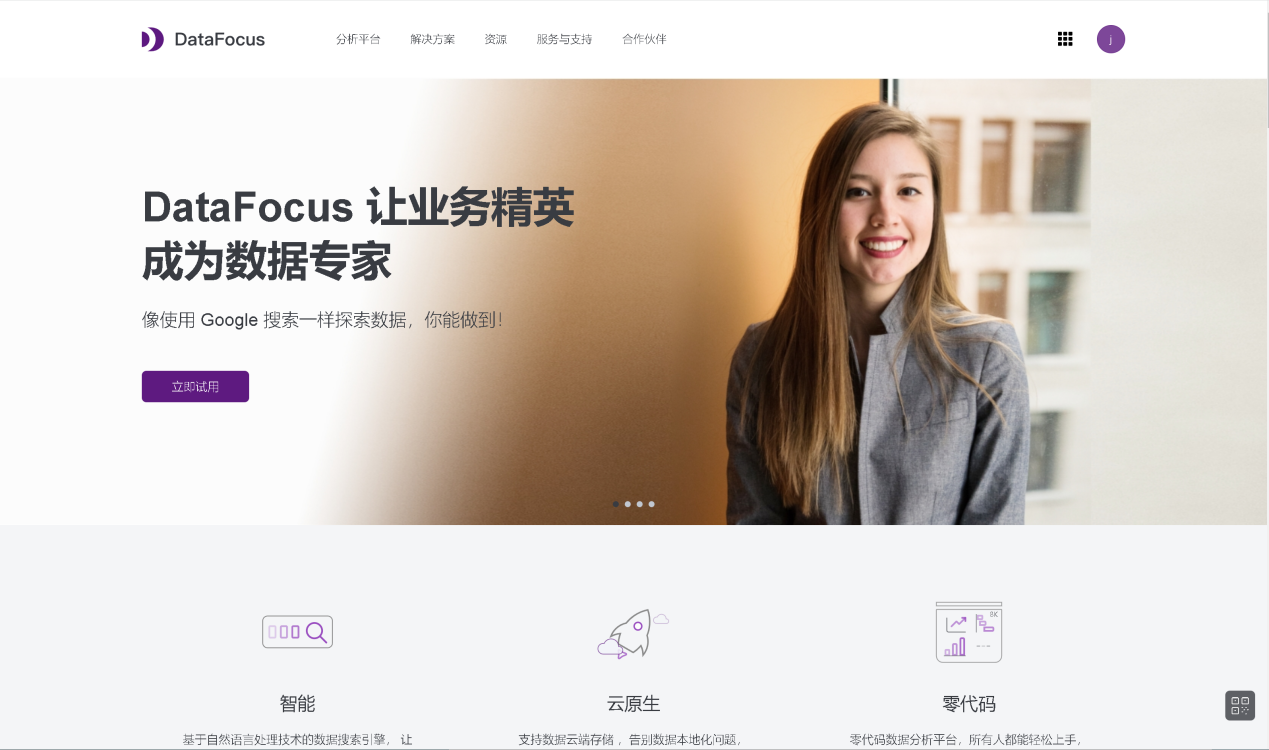 DataFocus
分析平台 解决方案 资源 服务与支持 合作伙伴
j
DataFocus 让业务精英
成为数据专家
像使用 Google 搜索一样探索数据，你能做到！
立即试用
8K
智能
云原生
零代码
基于自然语言处理技术的数据搜索引擎， 让
支持数据云端存储 ，告别数据本地化问题，
零代码数据分析平台，所有人都能轻松上手，